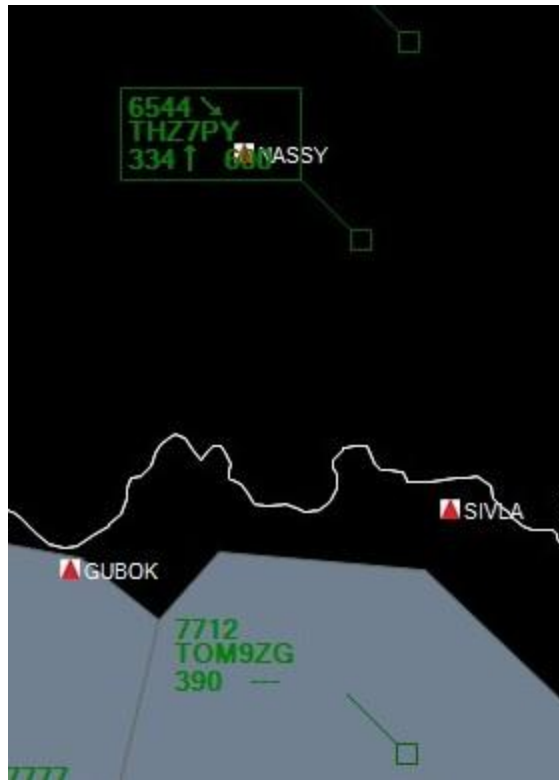 6544 ↘
THZ7PY
334↑
NASSY
SIVLA
GUBOK
7712
TOM9ZG
390 ---
7777